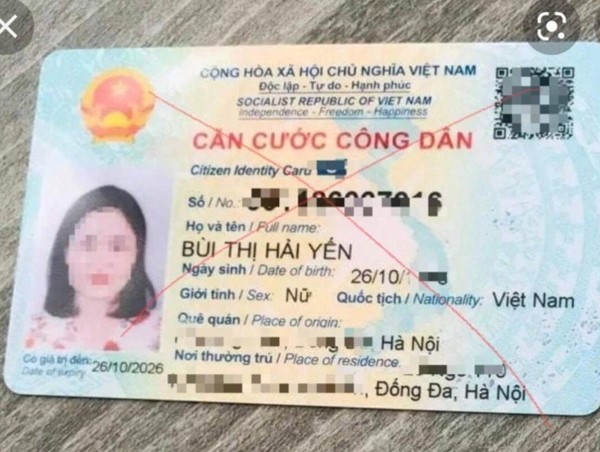 CỘNG HÒA XÃ HỘI CHỦ NGHĨA VIỆT NAM
Độc lập - Tự do - Hạnh phúc
SOCIALIST REPUBLIC OF VIET NAM
Independence - Freedom - Happiness
CĂN CƯỚC CÔNG DÂN
Citizen Identity Card
Số / No.:
Họ và tên / Full name:
BÙI THỊ HẢI YẾN
Ngày sinh / Date of birth: 26/10/
Giới tính / Sex: Nữ Quốc tịch / Nationality: Việt Nam
Quê quán / Place of origin:
Hà Nội
Nơi thường trú / Place of residence:
, Đống Đa, Hà Nội
Có giá trị đến: 26/10/2026
Date of expiry